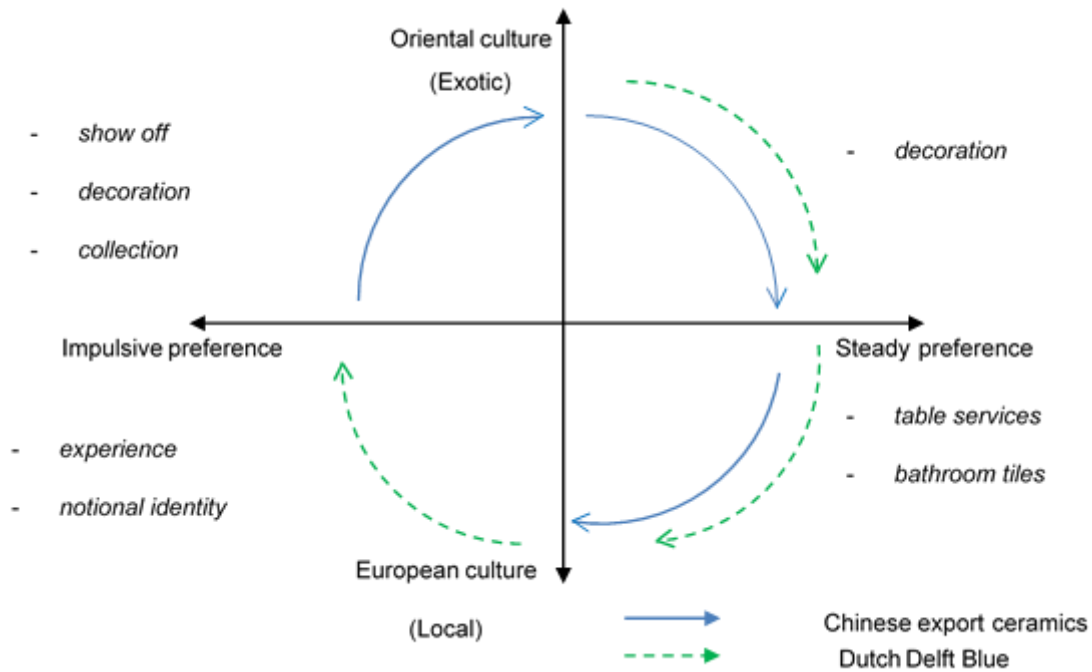 Oriental culture
(Exotic)
- show off
- decoration
- collection
- decoration
Impulsive preference
Steady preference
- table services
- bathroom tiles
- experience
- notional identity
European culture
(Local)
Chinese export ceramics
Dutch Delft Blue